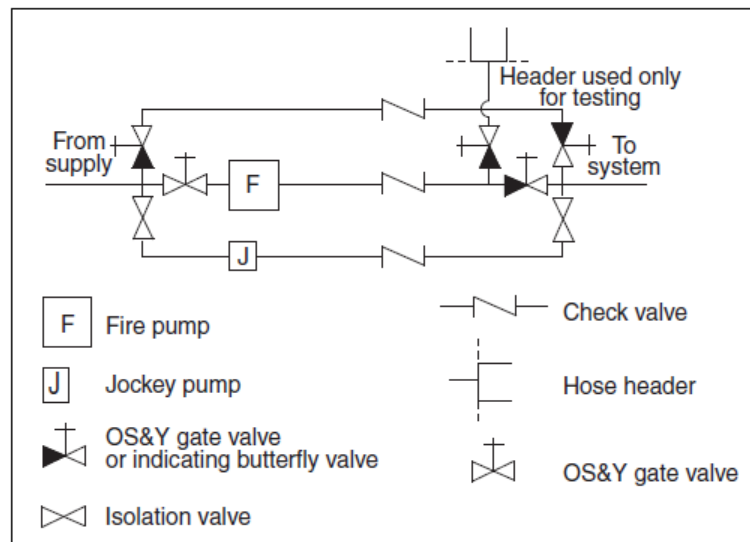 Header used only
for testing
From
supply
To
system
F
J
F
Fire pump
Check valve
J
Jockey pump
Hose header
OS&Y gate valve
or indicating butterfly valve
OS&Y gate valve
Isolation valve